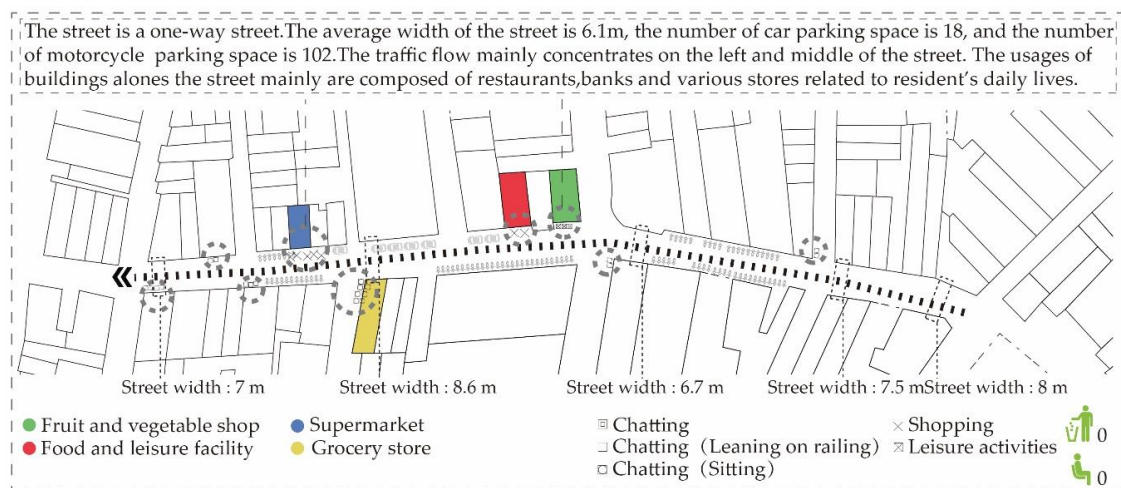 The street is a one-way street.The average width of the street is 6.1m, the number of car parking space is 18, and the number
of motorcycle parking space is 102.The traffic flow mainly concentrates on the left and middle of the street. The usages of
buildings alones the street mainly are composed of restaurants,banks and various stores related to resident's daily lives.
Street width : 7 m
Street width : 8.6 m
Street width : 6.7 m
Street width : 7.5 m
Street width : 8 m
Fruit and vegetable shop
Supermarket
Food and leisure facility
Grocery store
Chatting
Shopping
Chatting（Leaning on railing）
Leisure activities
Chatting （Sitting）
0
0